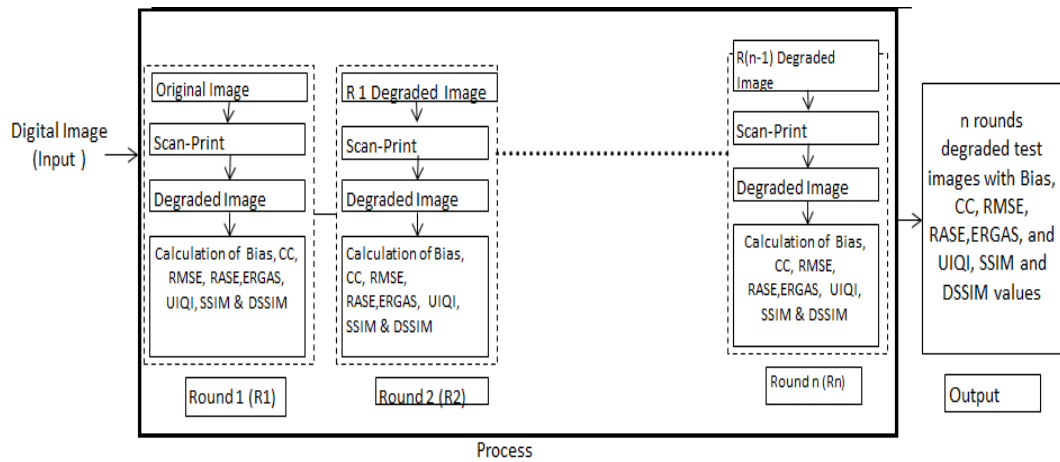 Digital Image
(Input )
Original Image
Scan-Print
Degraded Image
Calculation of Bias, CC,
RMSE, RASE,ERGAS,
UIQI, SSIM & DSSIM
Round 1 (R1)
R 1 Degraded Image
Scan-Print
Degraded Image
Calculation of Bias,
CC, RMSE,
RASE,ERGAS, UIQI,
SSIM & DSSIM
Round 2 (R2)
R(n-1) Degraded
Image
Scan-Print
Degraded Image
Calculation of Bias,
CC, RMSE,
RASE,ERGAS, UIQI,
SSIM & DSSIM
Round n (Rn)
n rounds
degraded test
images with Bias,
CC, RMSE,
RASE,ERGAS, and
UIQI, SSIM and
DSSIM values
Output
Process